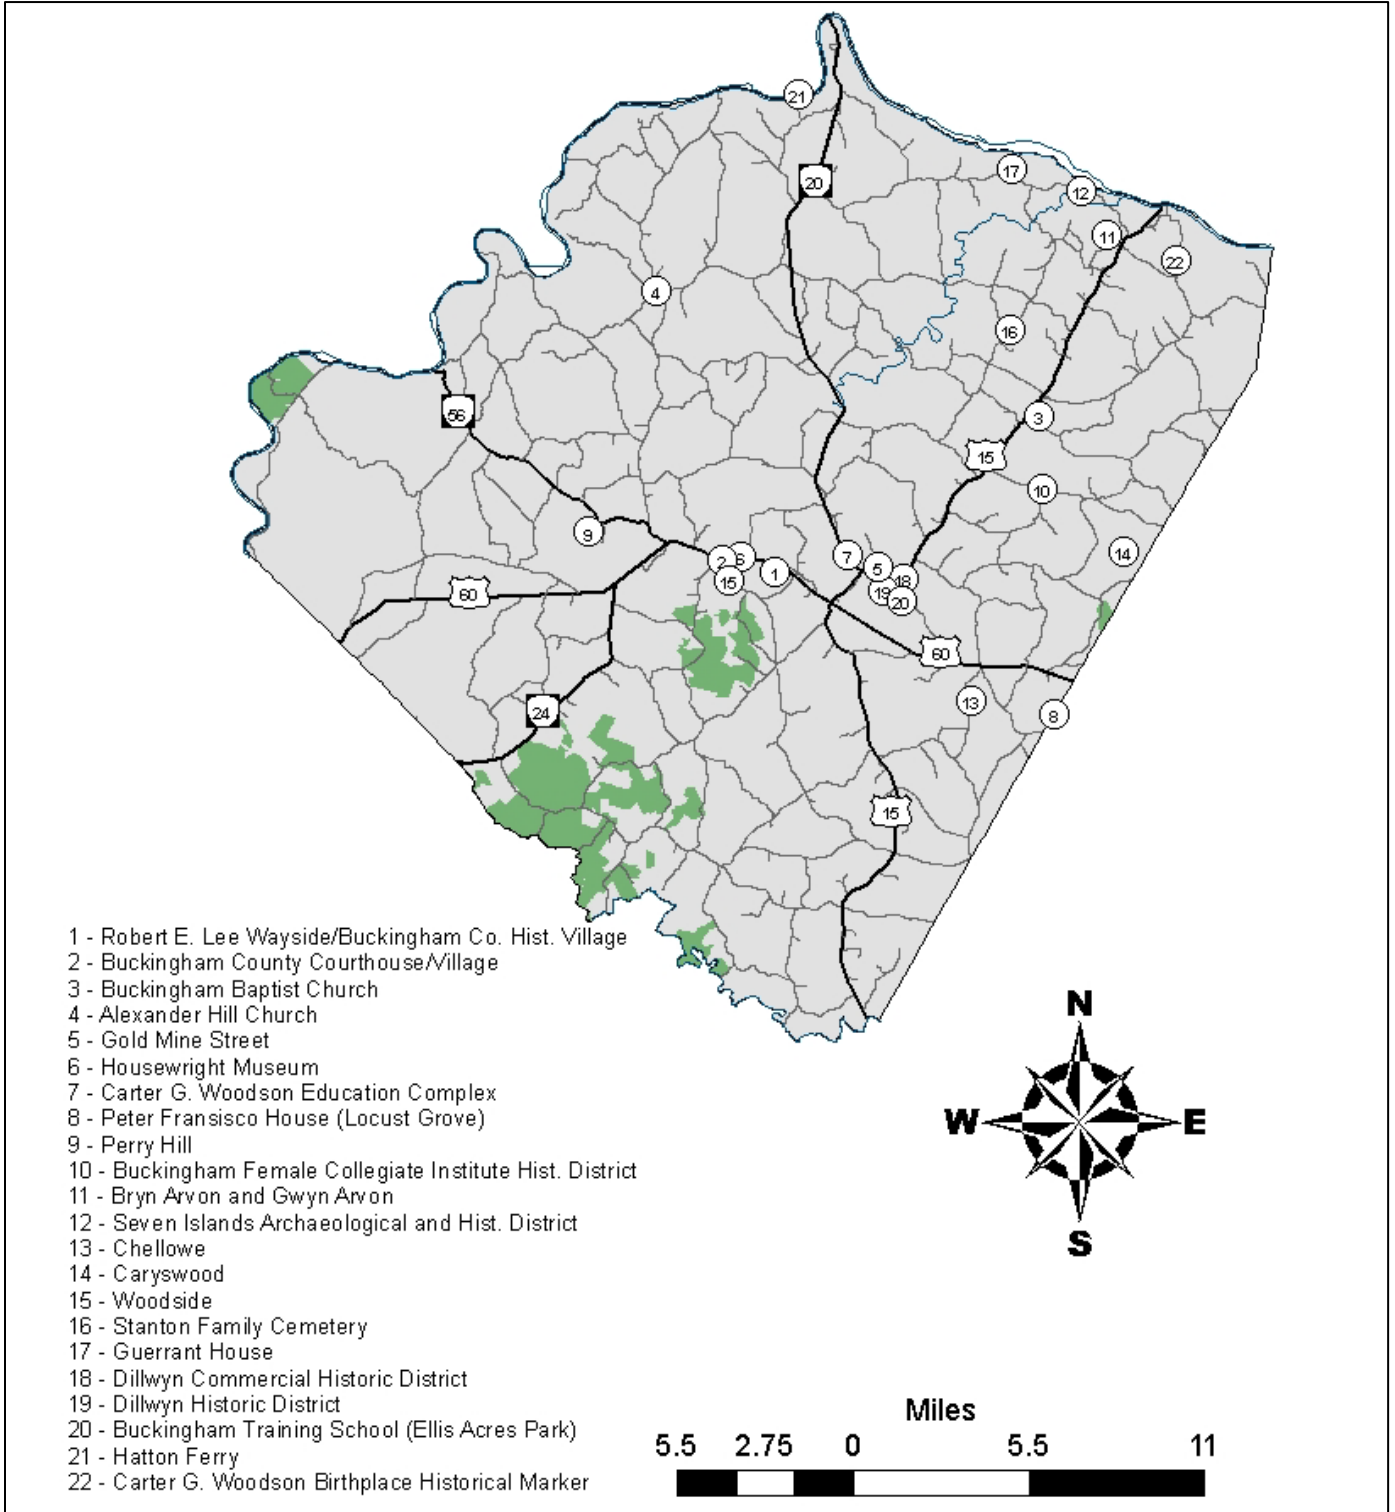 21
17
20
12
11
22
4
16
56
3
15
10
9
14
2 6 1 7 5 18
15 19 20
60
60
13
24
8
15
1 - Robert E. Lee Wayside/Buckingham Co. Hist. Village
2 - Buckingham County Courthouse/Village
3 - Buckingham Baptist Church
4 - Alexander Hill Church
5 - Gold Mine Street
6 - Housewright Museum
7 - Carter G. Woodson Education Complex
8 - Peter Fransisco House (Locust Grove)
9 - Perry Hill
10 - Buckingham Female Collegiate Institute Hist. District
11 - Bryn Arvon and Gwyn Arvon
12 - Seven Islands Archaeological and Hist. District
13 - Chellowe
14 - Caryswood
15 - Woodside
16 - Stanton Family Cemetery
17 - Guerrant House
18 - Dillwyn Commercial Historic District
19 - Dillwyn Historic District
20 - Buckingham Training School (Ellis Acres Park)
21 - Hatton Ferry
22 - Carter G. Woodson Birthplace Historical Marker
N
W E
S
Miles
5.5 2.75 0 5.5 11